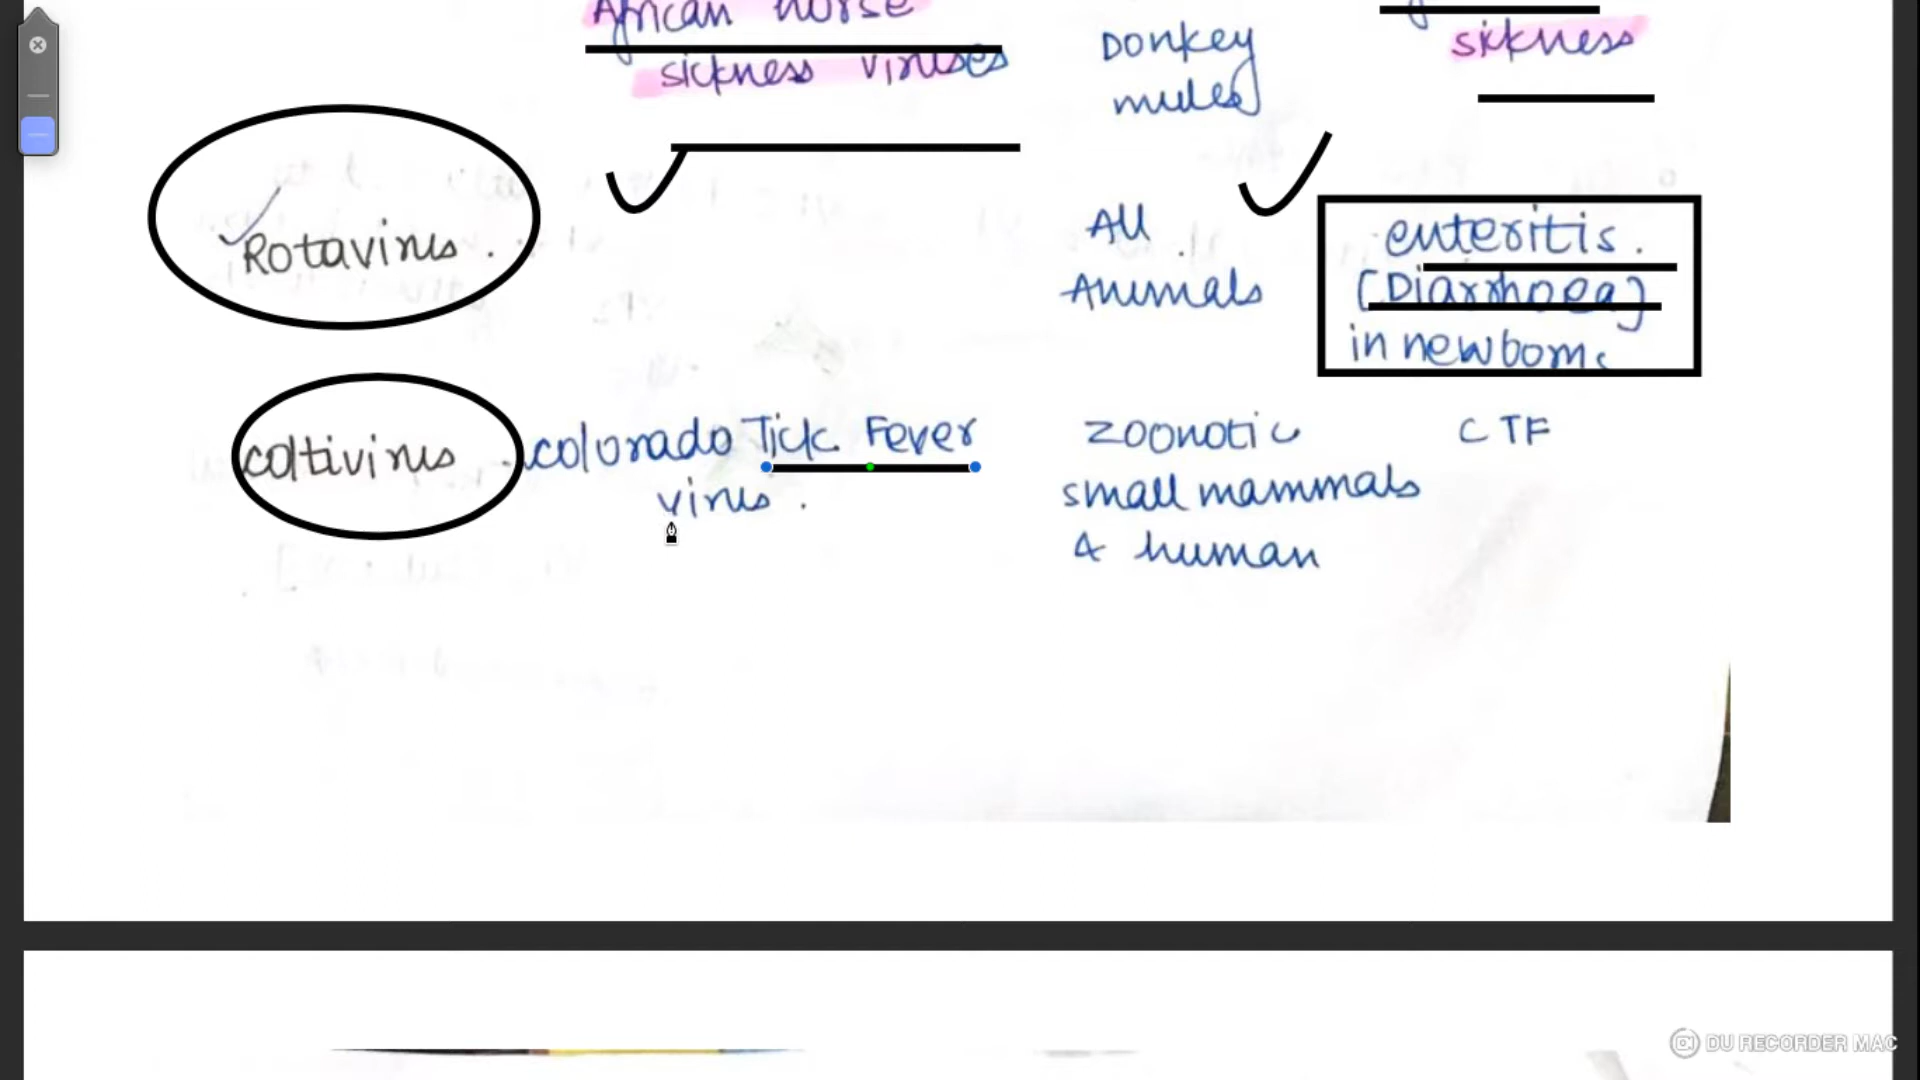 African horse
sickness viruses
Donkey
mules
sickness
Rotavirus.
All
Animals
enteritis.
[Diarrhoea]
in newborns
coltivirus
colorado Tick Fever
virus.
zoonotic
small mammals
& human
CTF
DU RECORDER MAC